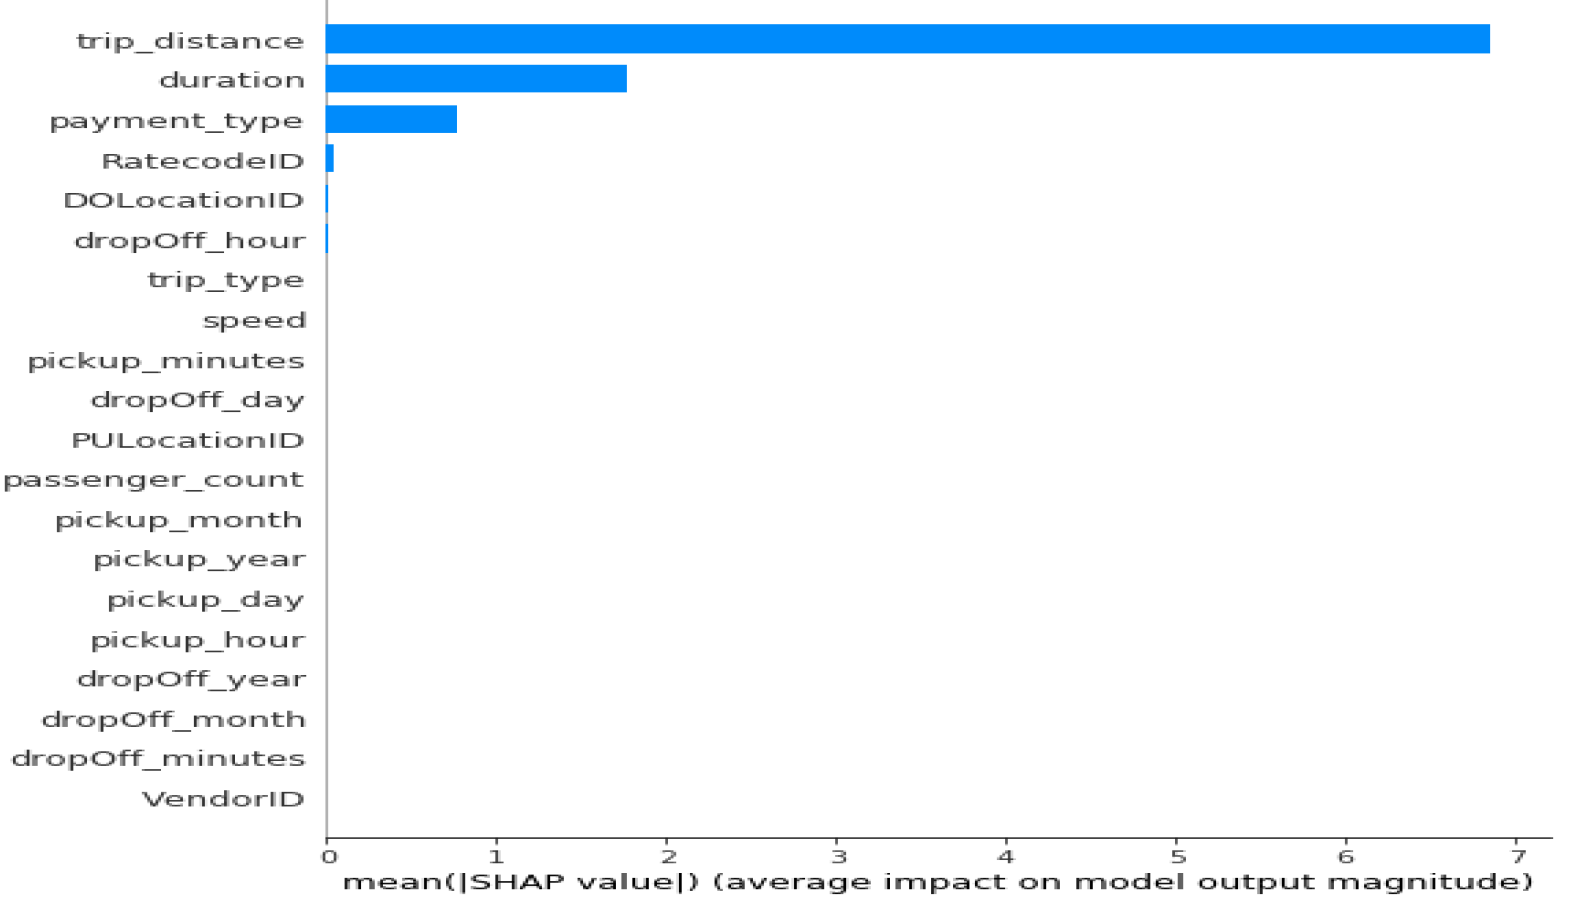 trip_distance
duration
payment_type
RatecodeID
DOLocationID
dropOff_hour
trip_type
speed
pickup_minutes
dropOff_day
PULocationID
passenger_count
pickup_month
pickup_year
pickup_day
pickup_hour
dropOff_year
dropOff_month
dropOff_minutes
VendorID
0 1 2 3 4 5 6 7
mean(|SHAP value|) (average impact on model output magnitude)